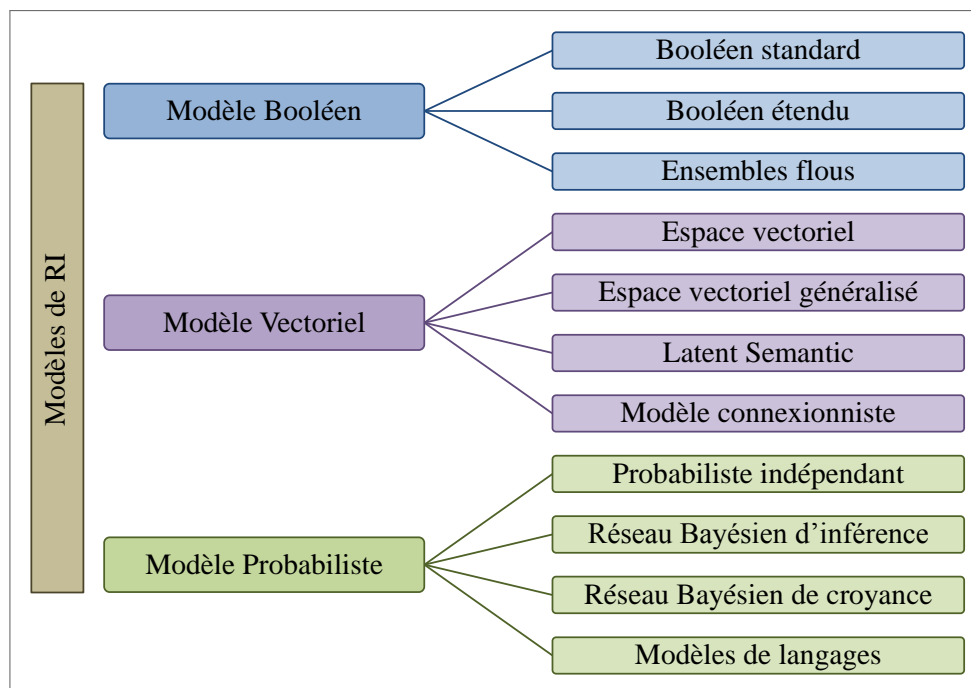 Modèles de RI
Modèle Booléen
Booléen standard
Booléen étendu
Ensembles flous
Modèle Vectoriel
Espace vectoriel
Espace vectoriel généralisé
Latent Semantic
Modèle connexionniste
Modèle Probabiliste
Probabiliste indépendant
Réseau Bayésien d’inférence
Réseau Bayésien de croyance
Modèles de langages